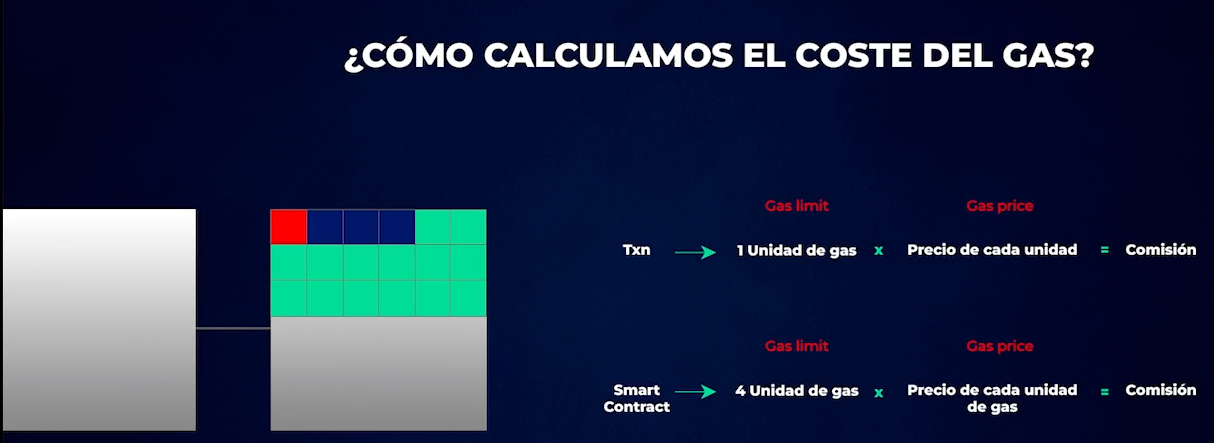 ¿CÓMO CALCULAMOS EL COSTE DEL GAS?
Gas limit Gas price
Txn 1 Unidad de gas x Precio de cada unidad = Comisión
Gas limit Gas price
Smart 4 Unidad de gas x Precio de cada unidad = Comisión
Contract de gas